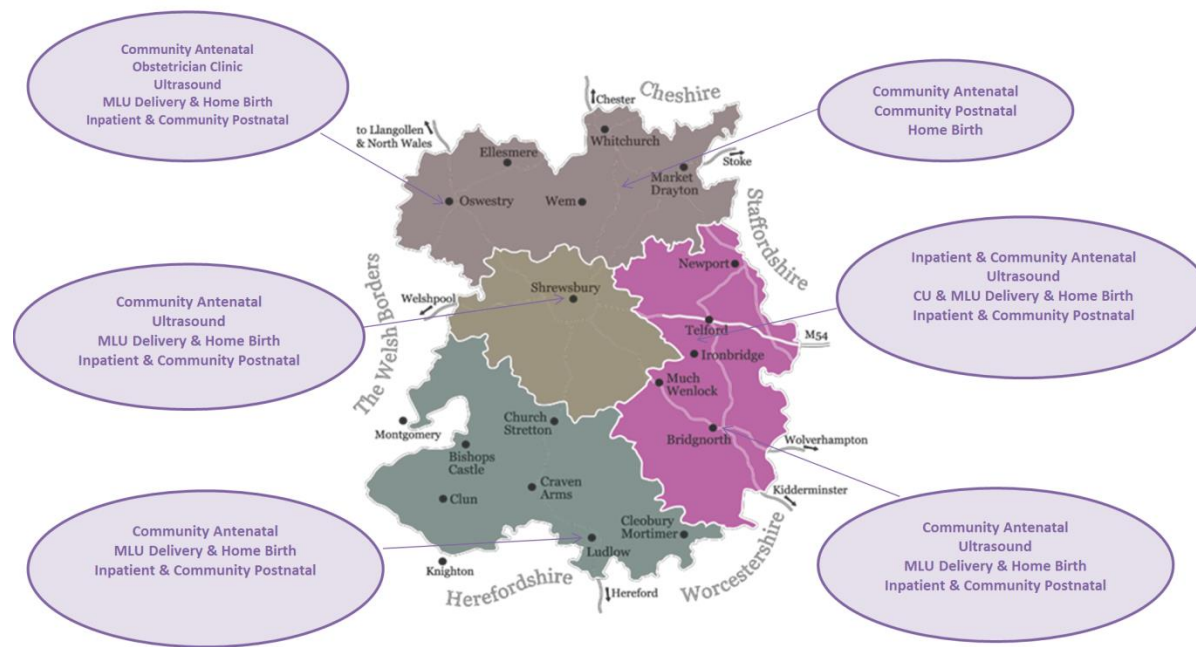 Community Antenatal
Obstetrician Clinic
Ultrasound
MLU Delivery & Home Birth
Inpatient & Community Postnatal
Community Antenatal
Community Postnatal
Home Birth
Community Antenatal
Ultrasound
MLU Delivery & Home Birth
Inpatient & Community Postnatal
Inpatient & Community Antenatal
Ultrasound
CU & MLU Delivery & Home Birth
Inpatient & Community Postnatal
Community Antenatal
MLU Delivery & Home Birth
Inpatient & Community Postnatal
Community Antenatal
Ultrasound
MLU Delivery & Home Birth
Inpatient & Community Postnatal
Cheshire
Chester
to Llangollen
& North Wales
Whitchurch
Ellesmere
Stoke
Market
Drayton
Oswestry
Wem
Staffordshire
Newport
The Welsh Borders
Welshpool
Shrewsbury
Telford
M54
Ironbridge
Much
Wenlock
Church
Stretton
Montgomery
Bridgnorth
Wolverhampton
Bishops
Castle
Craven
Arms
Clun
Kidderminster
Cleobury
Mortimer
Ludlow
Knighton
Herefordshire
Hereford
Worcestershire